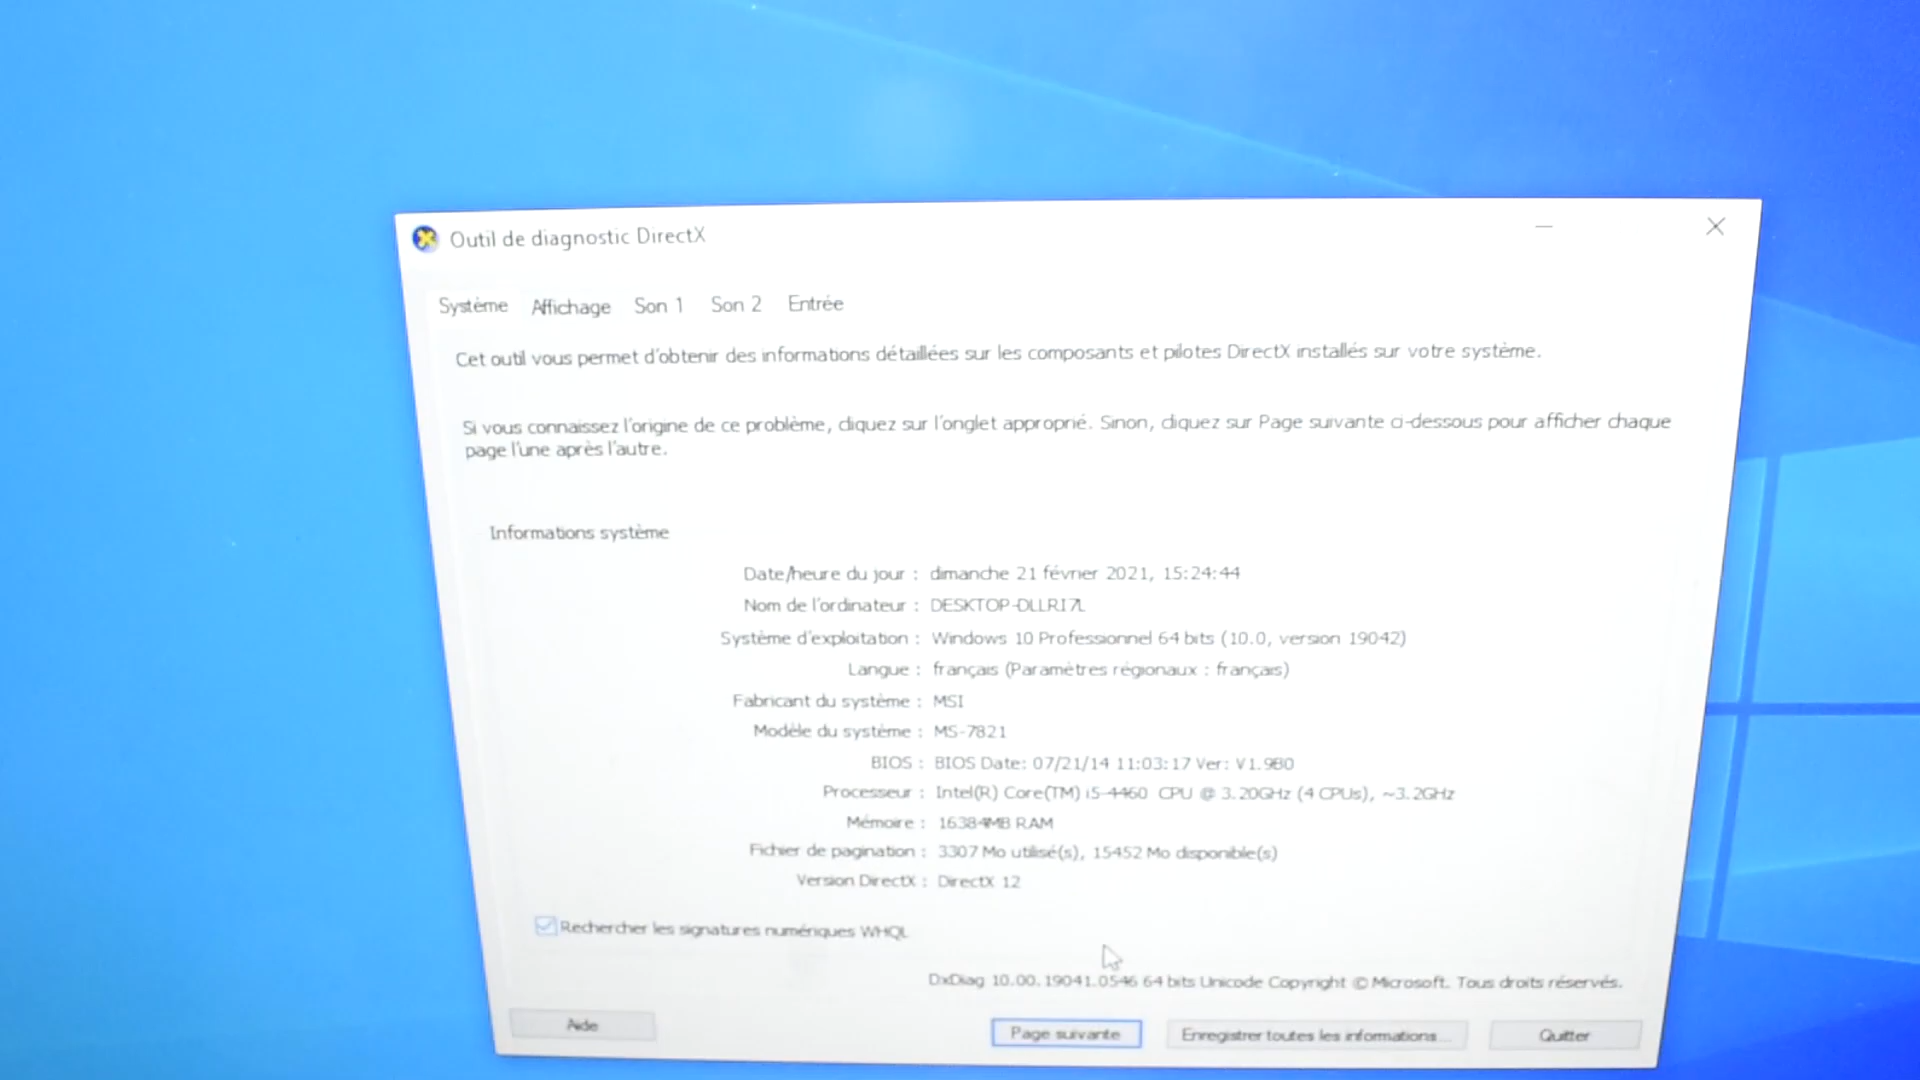 Outil de diagnostic DirectX
Système Affichage Son 1 Son 2 Entrée
Cet outil vous permet d'obtenir des informations détaillées sur les composants et pilotes DirectX installés sur votre système.
Si vous connaissez l'origine de ce problème, cliquez sur l'onglet approprié. Sinon, cliquez sur Page suivante ci-dessous pour afficher chaque
page l'une après l'autre.
Informations système
Date/heure du jour : dimanche 21 février 2021, 15:24:44
Nom de l'ordinateur : DESKTOP-DLLRI7L
Système d'exploitation : Windows 10 Professionnel 64 bits (10.0, version 19042)
Langue : français (Paramètres régionaux : français)
Fabricant du système : MSI
Modèle du système : MS-7821
BIOS : BIOS Date: 07/21/14 11:03:17 Ver: V1.9B0
Processeur : Intel(R) Core(TM) i5-4460 CPU @ 3.20GHz (4 CPUs), ~3.2GHz
Mémoire : 16384MB RAM
Fichier de pagination : 3307 Mo utilisé(s), 15452 Mo disponible(s)
Version DirectX : DirectX 12
Rechercher les signatures numériques WHQL
DxDiag 10.00.19041.0546 64 bits Unicode Copyright © Microsoft. Tous droits réservés.
Aide Page suivante Enregistrer toutes les informations... Quitter